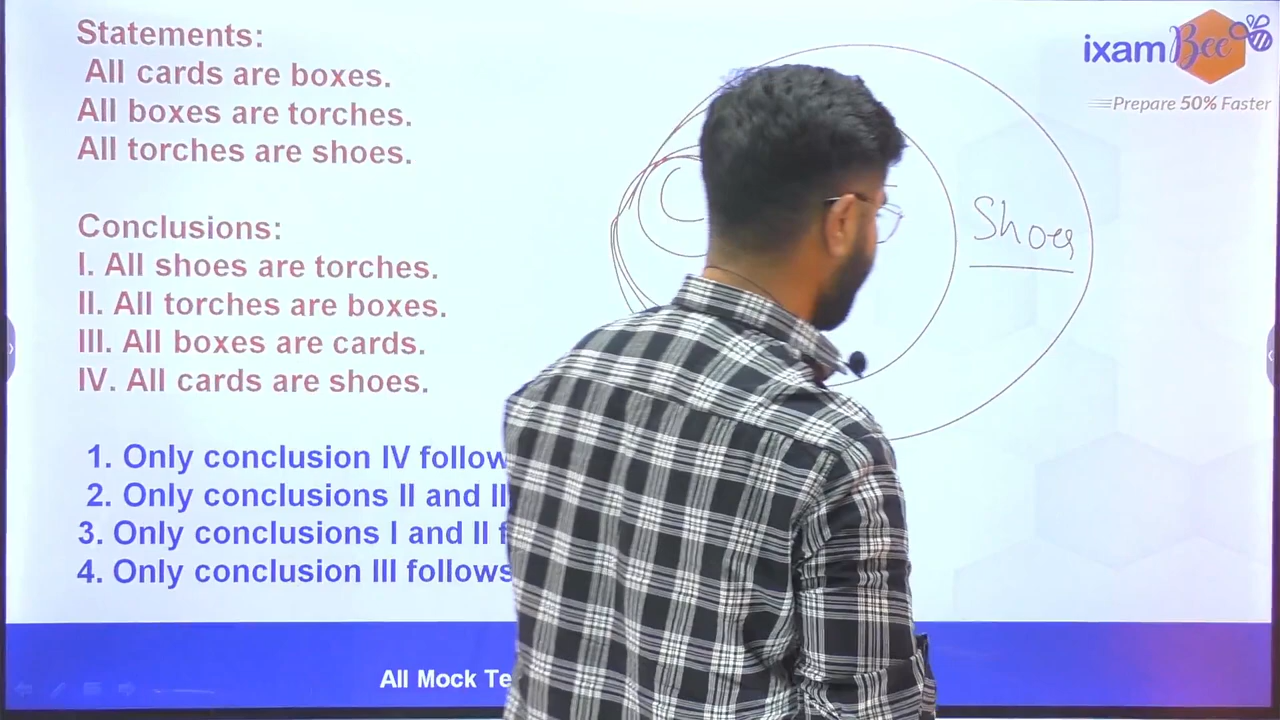 Statements:
All cards are boxes.
All boxes are torches.
All torches are shoes.
Conclusions:
I. All shoes are torches.
II. All torches are boxes.
III. All boxes are cards.
IV. All cards are shoes.
1. Only conclusion IV follow
2. Only conclusions II and II
3. Only conclusions I and II f
4. Only conclusion III follows
All Mock Te
C
Shoes
ixamBee
Prepare 50% Faster